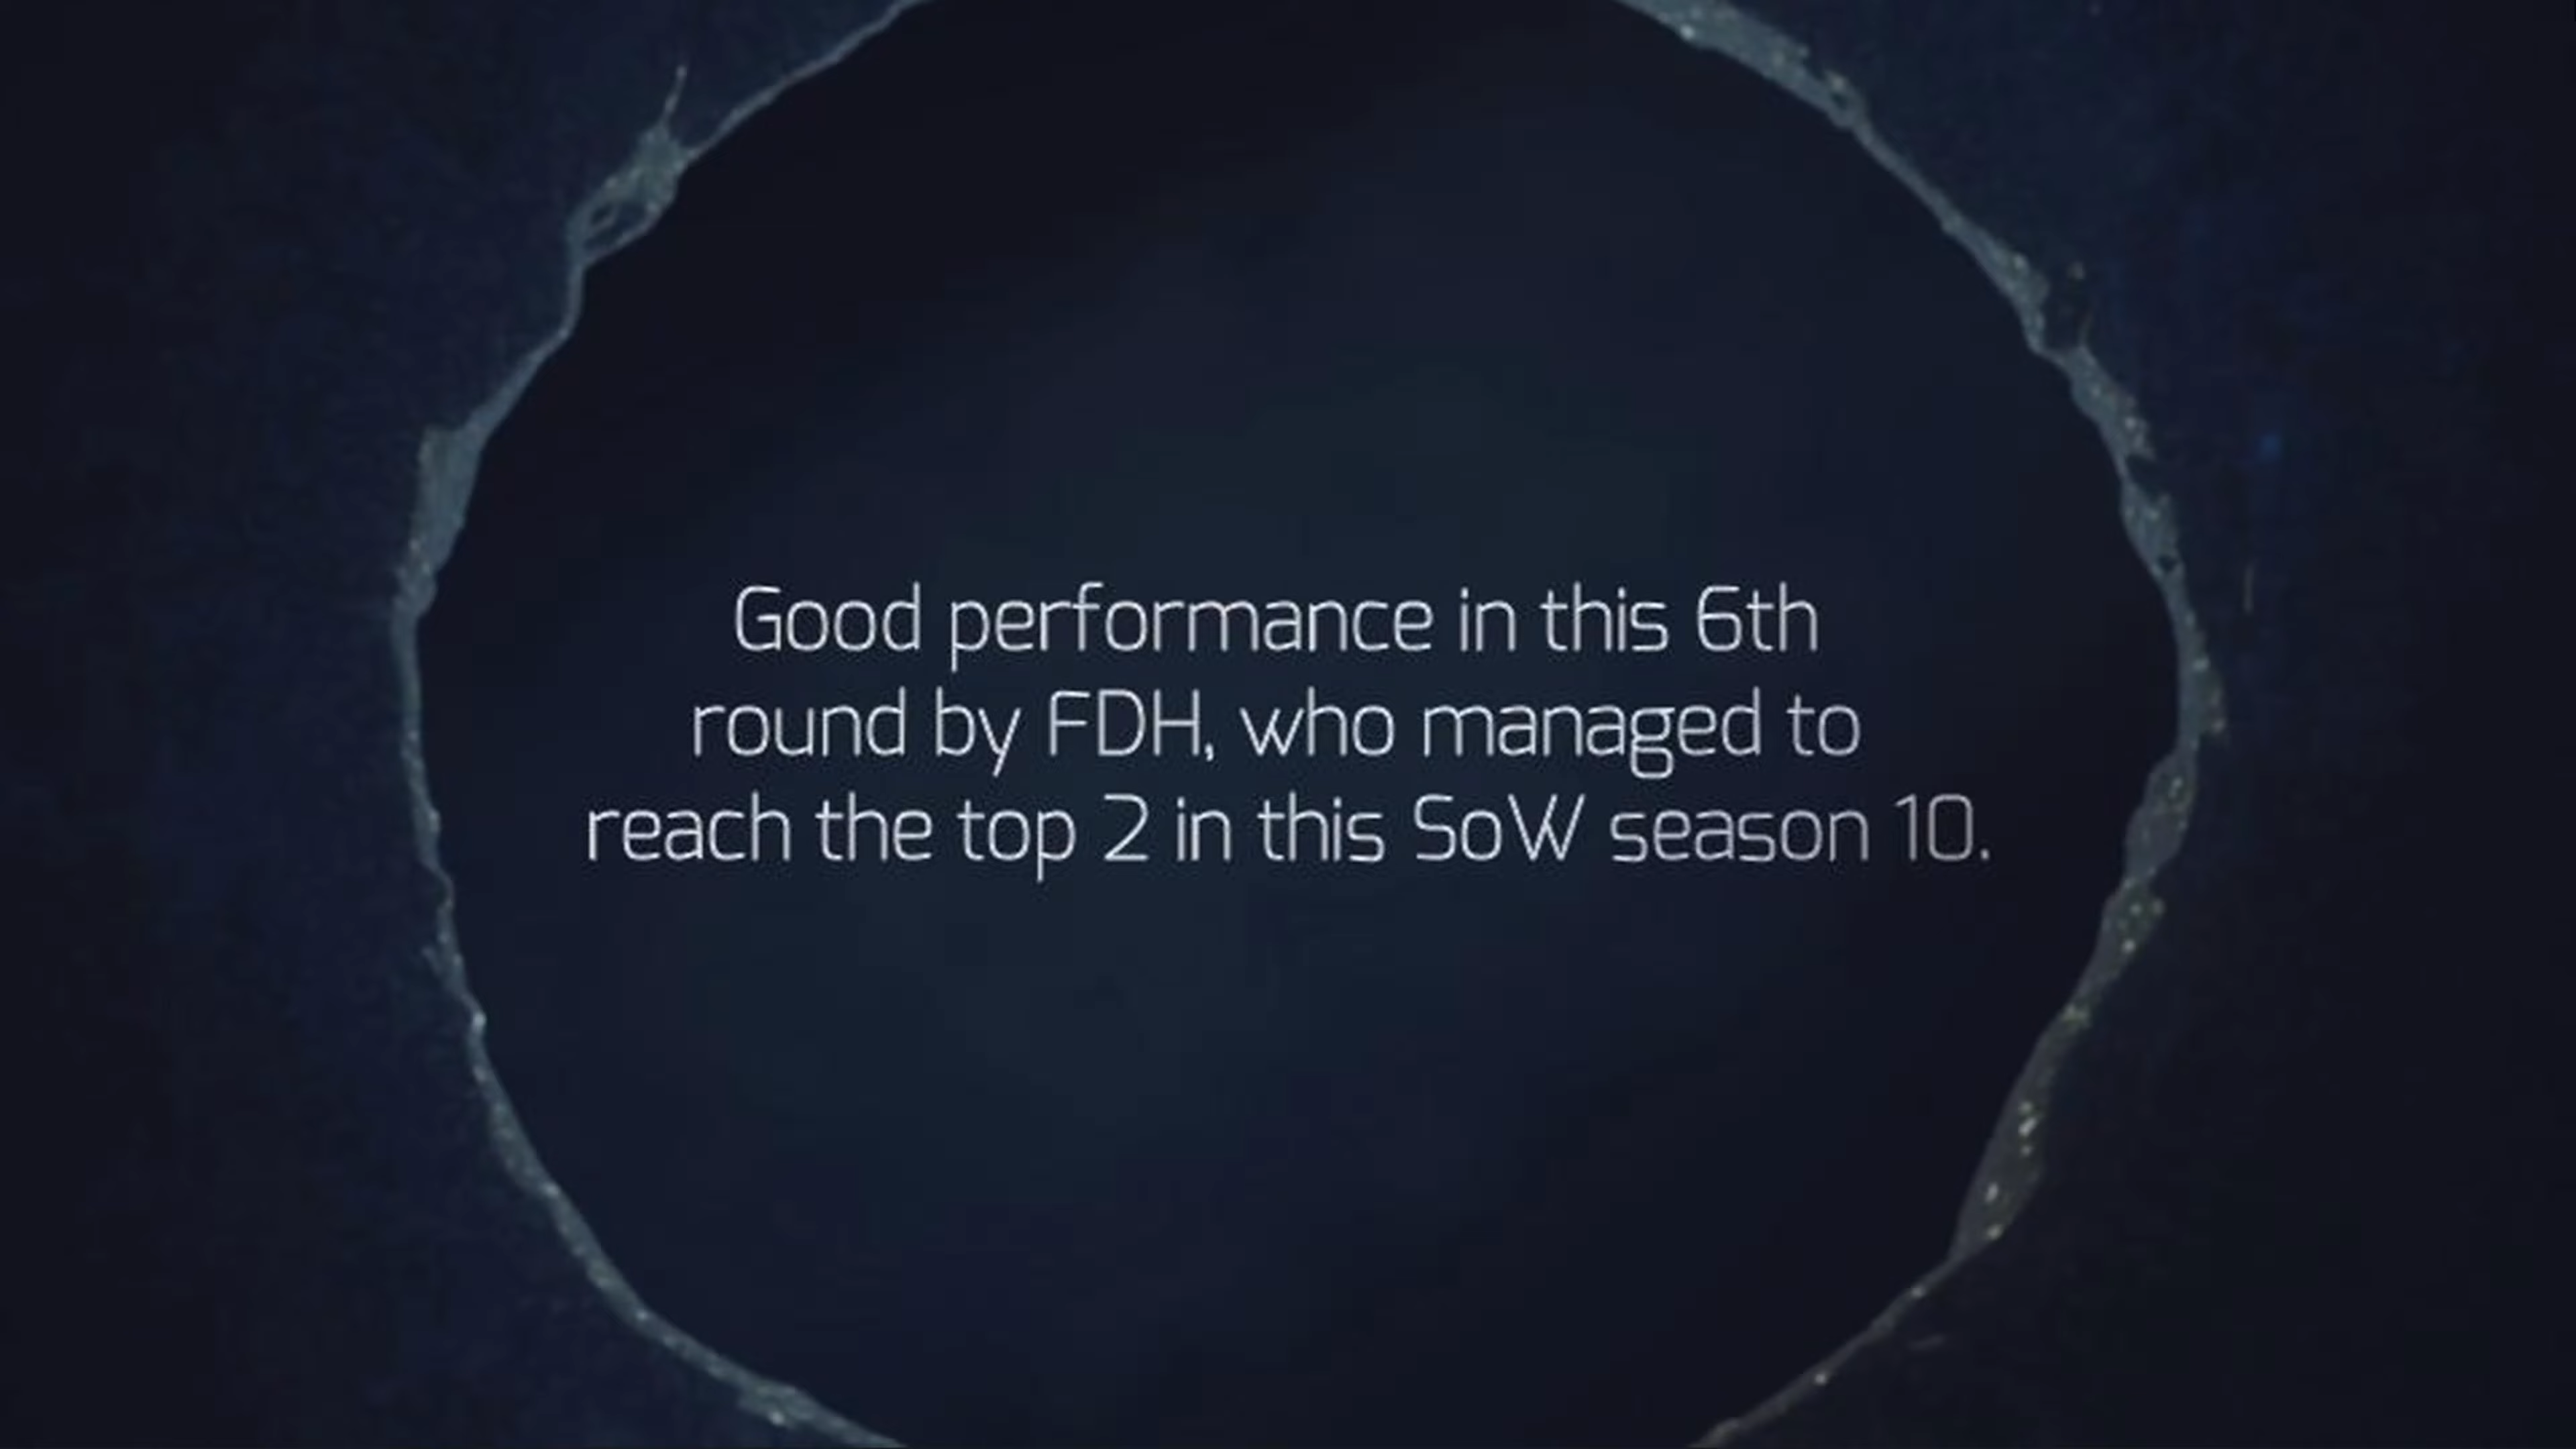 Good performance in this 6th
round by FDH, who managed to
reach the top 2 in this SoW season 10.